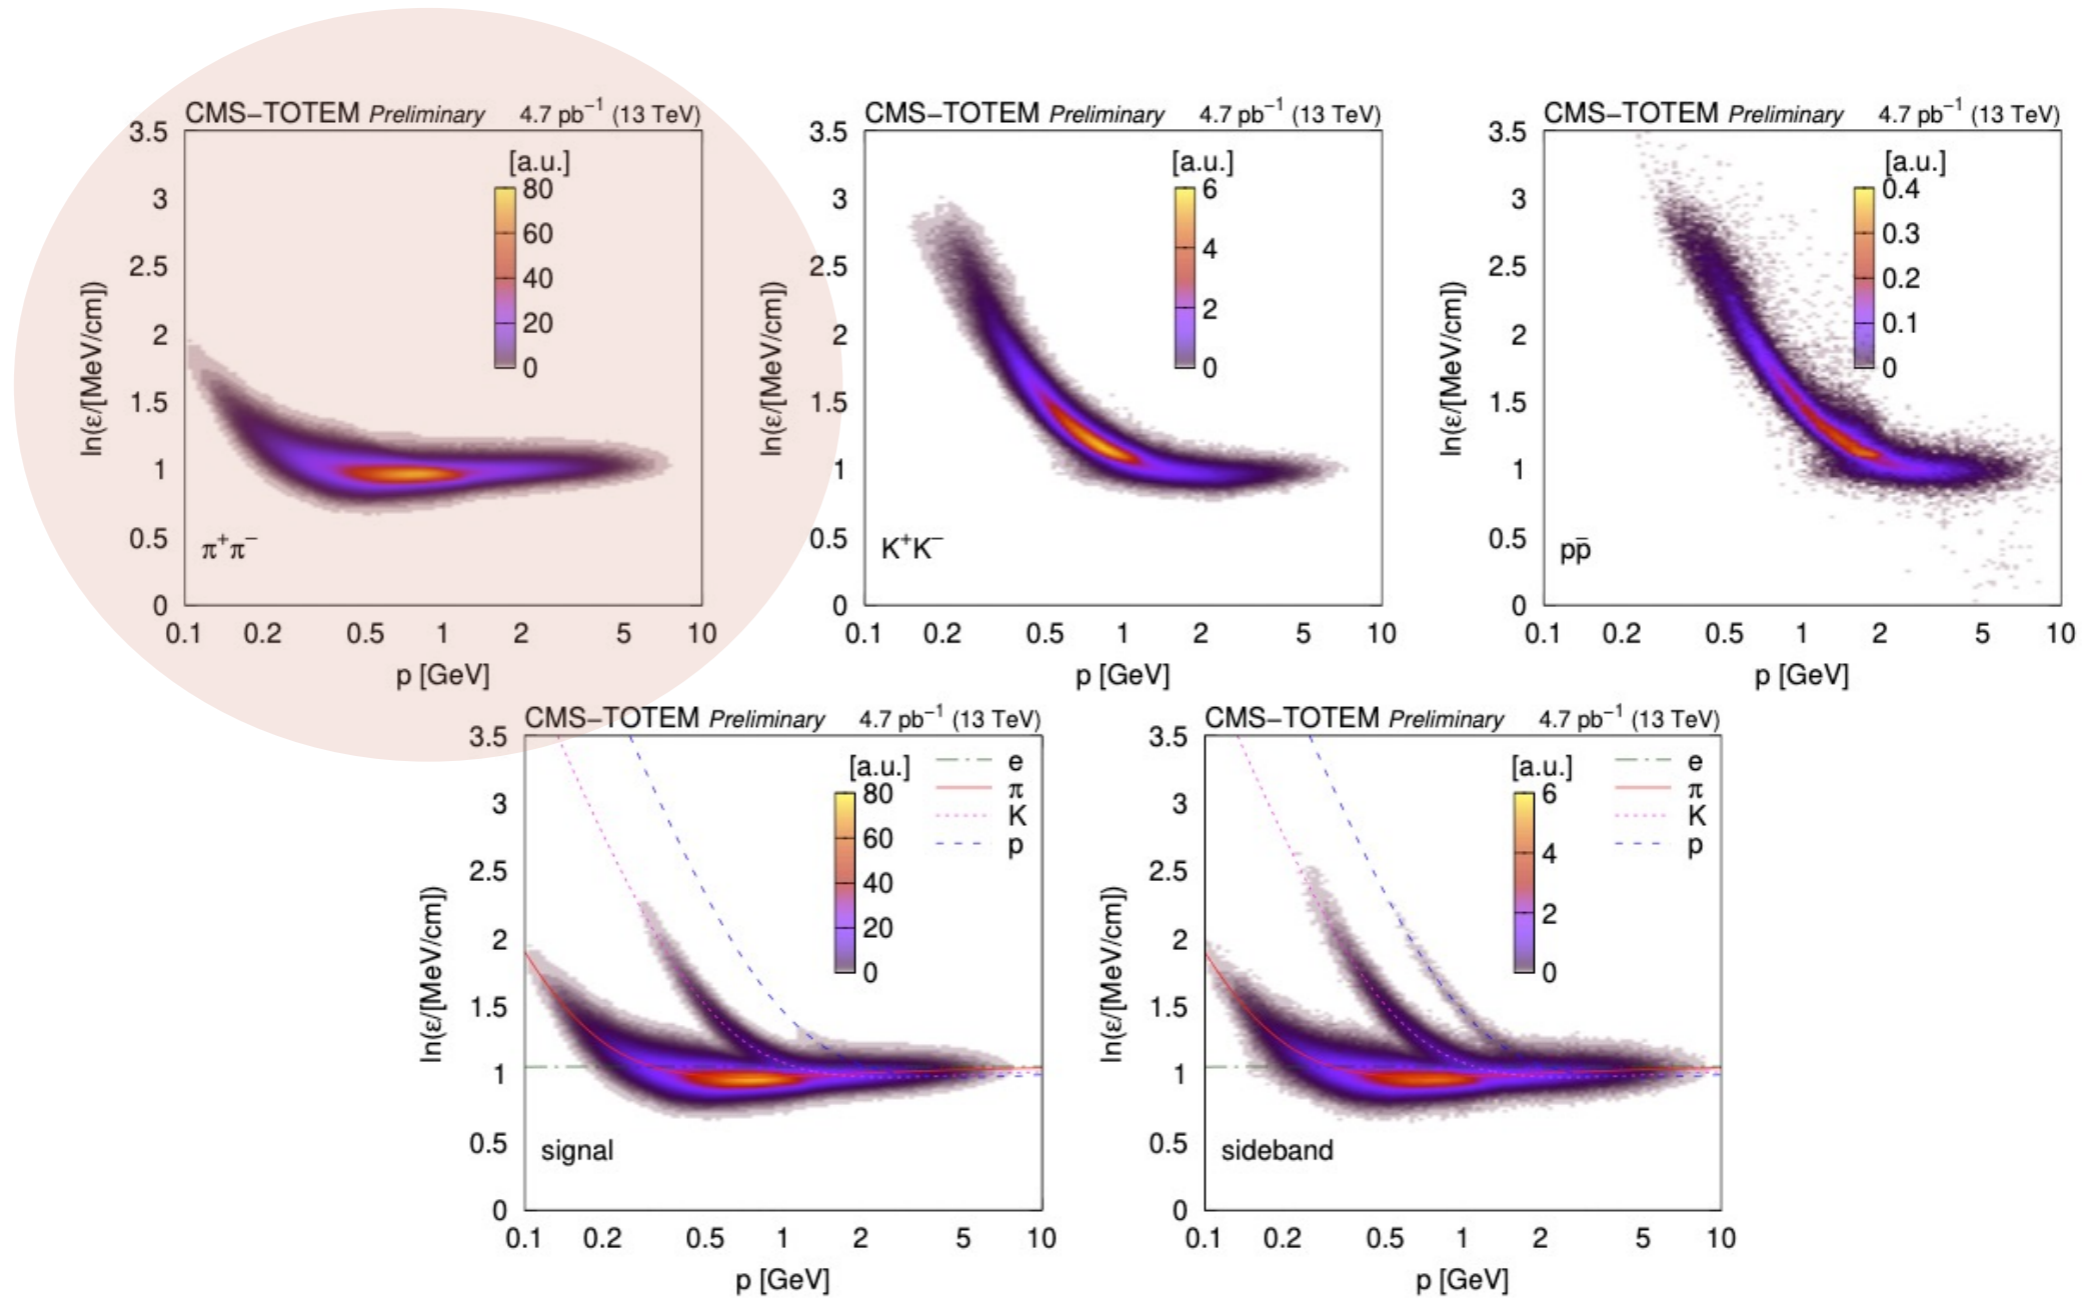 CMS–TOTEM Preliminary 4.7 pb⁻¹ (13 TeV)
[a.u.]
80
60
40
20
0
3.5
3
2.5
2
1.5
1
0.5
0
ln(ε/[MeV/cm])
π⁺π⁻
0.1 0.2 0.5 1 2 5 10
p [GeV]
CMS–TOTEM Preliminary 4.7 pb⁻¹ (13 TeV)
[a.u.]
6
4
2
0
3.5
3
2.5
2
1.5
1
0.5
0
ln(ε/[MeV/cm])
K⁺K⁻
0.1 0.2 0.5 1 2 5 10
p [GeV]
CMS–TOTEM Preliminary 4.7 pb⁻¹ (13 TeV)
[a.u.]
0.4
0.3
0.2
0.1
0
3.5
3
2.5
2
1.5
1
0.5
0
ln(ε/[MeV/cm])
pp̄
0.1 0.2 0.5 1 2 5 10
p [GeV]
CMS–TOTEM Preliminary 4.7 pb⁻¹ (13 TeV)
[a.u.]
80
60
40
20
0
e
π
K
p
3.5
3
2.5
2
1.5
1
0.5
0
ln(ε/[MeV/cm])
signal
0.1 0.2 0.5 1 2 5 10
p [GeV]
CMS–TOTEM Preliminary 4.7 pb⁻¹ (13 TeV)
[a.u.]
6
4
2
0
e
π
K
p
3.5
3
2.5
2
1.5
1
0.5
0
ln(ε/[MeV/cm])
sideband
0.1 0.2 0.5 1 2 5 10
p [GeV]